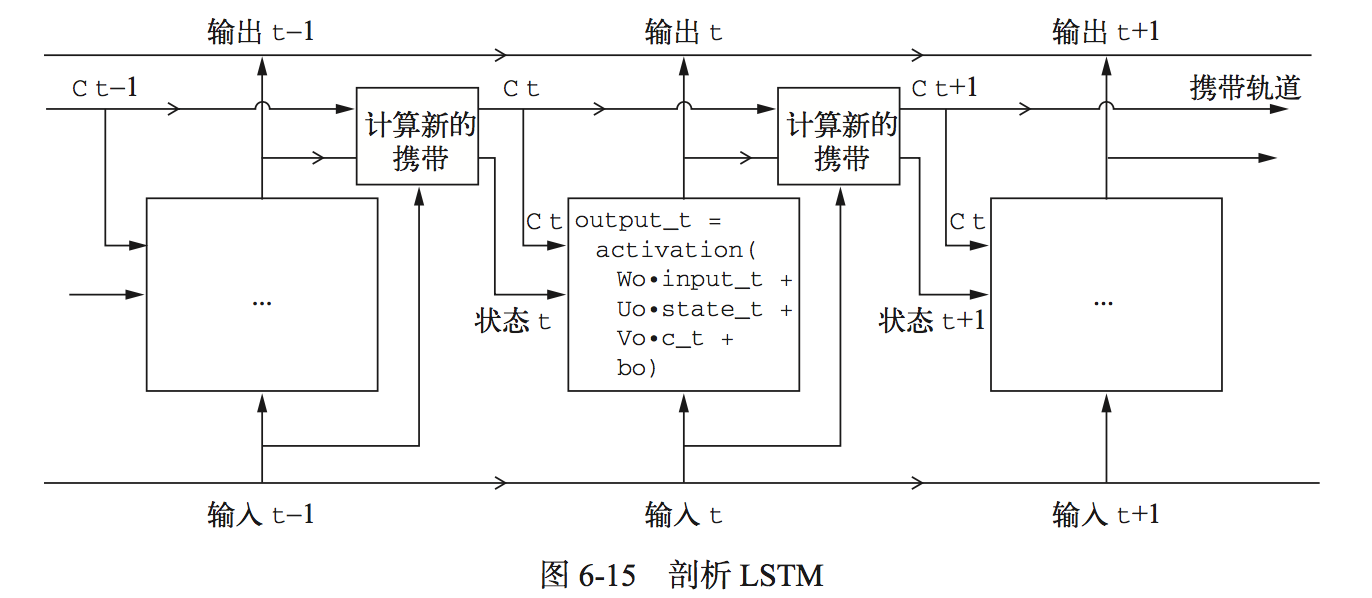 输出 t−1
输出 t
输出 t+1
C t−1
C t
C t+1
携带轨道
计算新的
携带
计算新的
携带
C t
output_t =
activation(
Wo•input_t +
Uo•state_t +
Vo•c_t +
bo)
C t
...
...
状态 t
状态 t+1
输入 t−1
输入 t
输入 t+1
图 6-15 剖析 LSTM